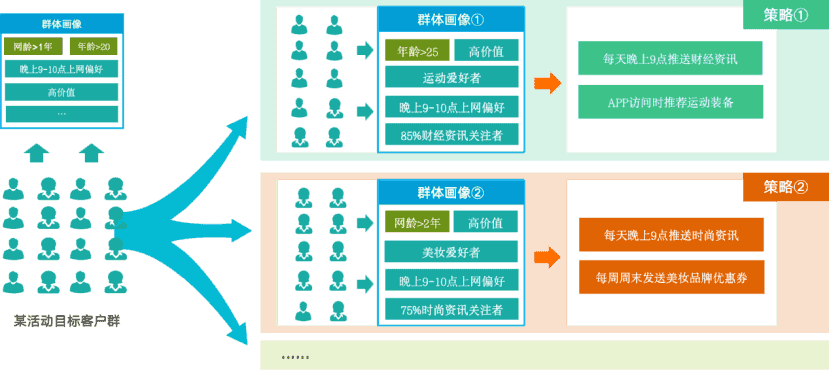 群体画像
网龄>1年 年龄>20
晚上9-10点上网偏好
高价值
...
某活动目标客户群
群体画像①
年龄>25 高价值
运动爱好者
晚上9-10点上网偏好
85%财经资讯关注者
策略①
每天晚上9点推送财经资讯
APP访问时推荐运动装备
群体画像②
网龄>2年 高价值
美妆爱好者
晚上9-10点上网偏好
75%时尚资讯关注者
策略②
每天晚上9点推送时尚资讯
每周周末发送美妆品牌优惠券
......